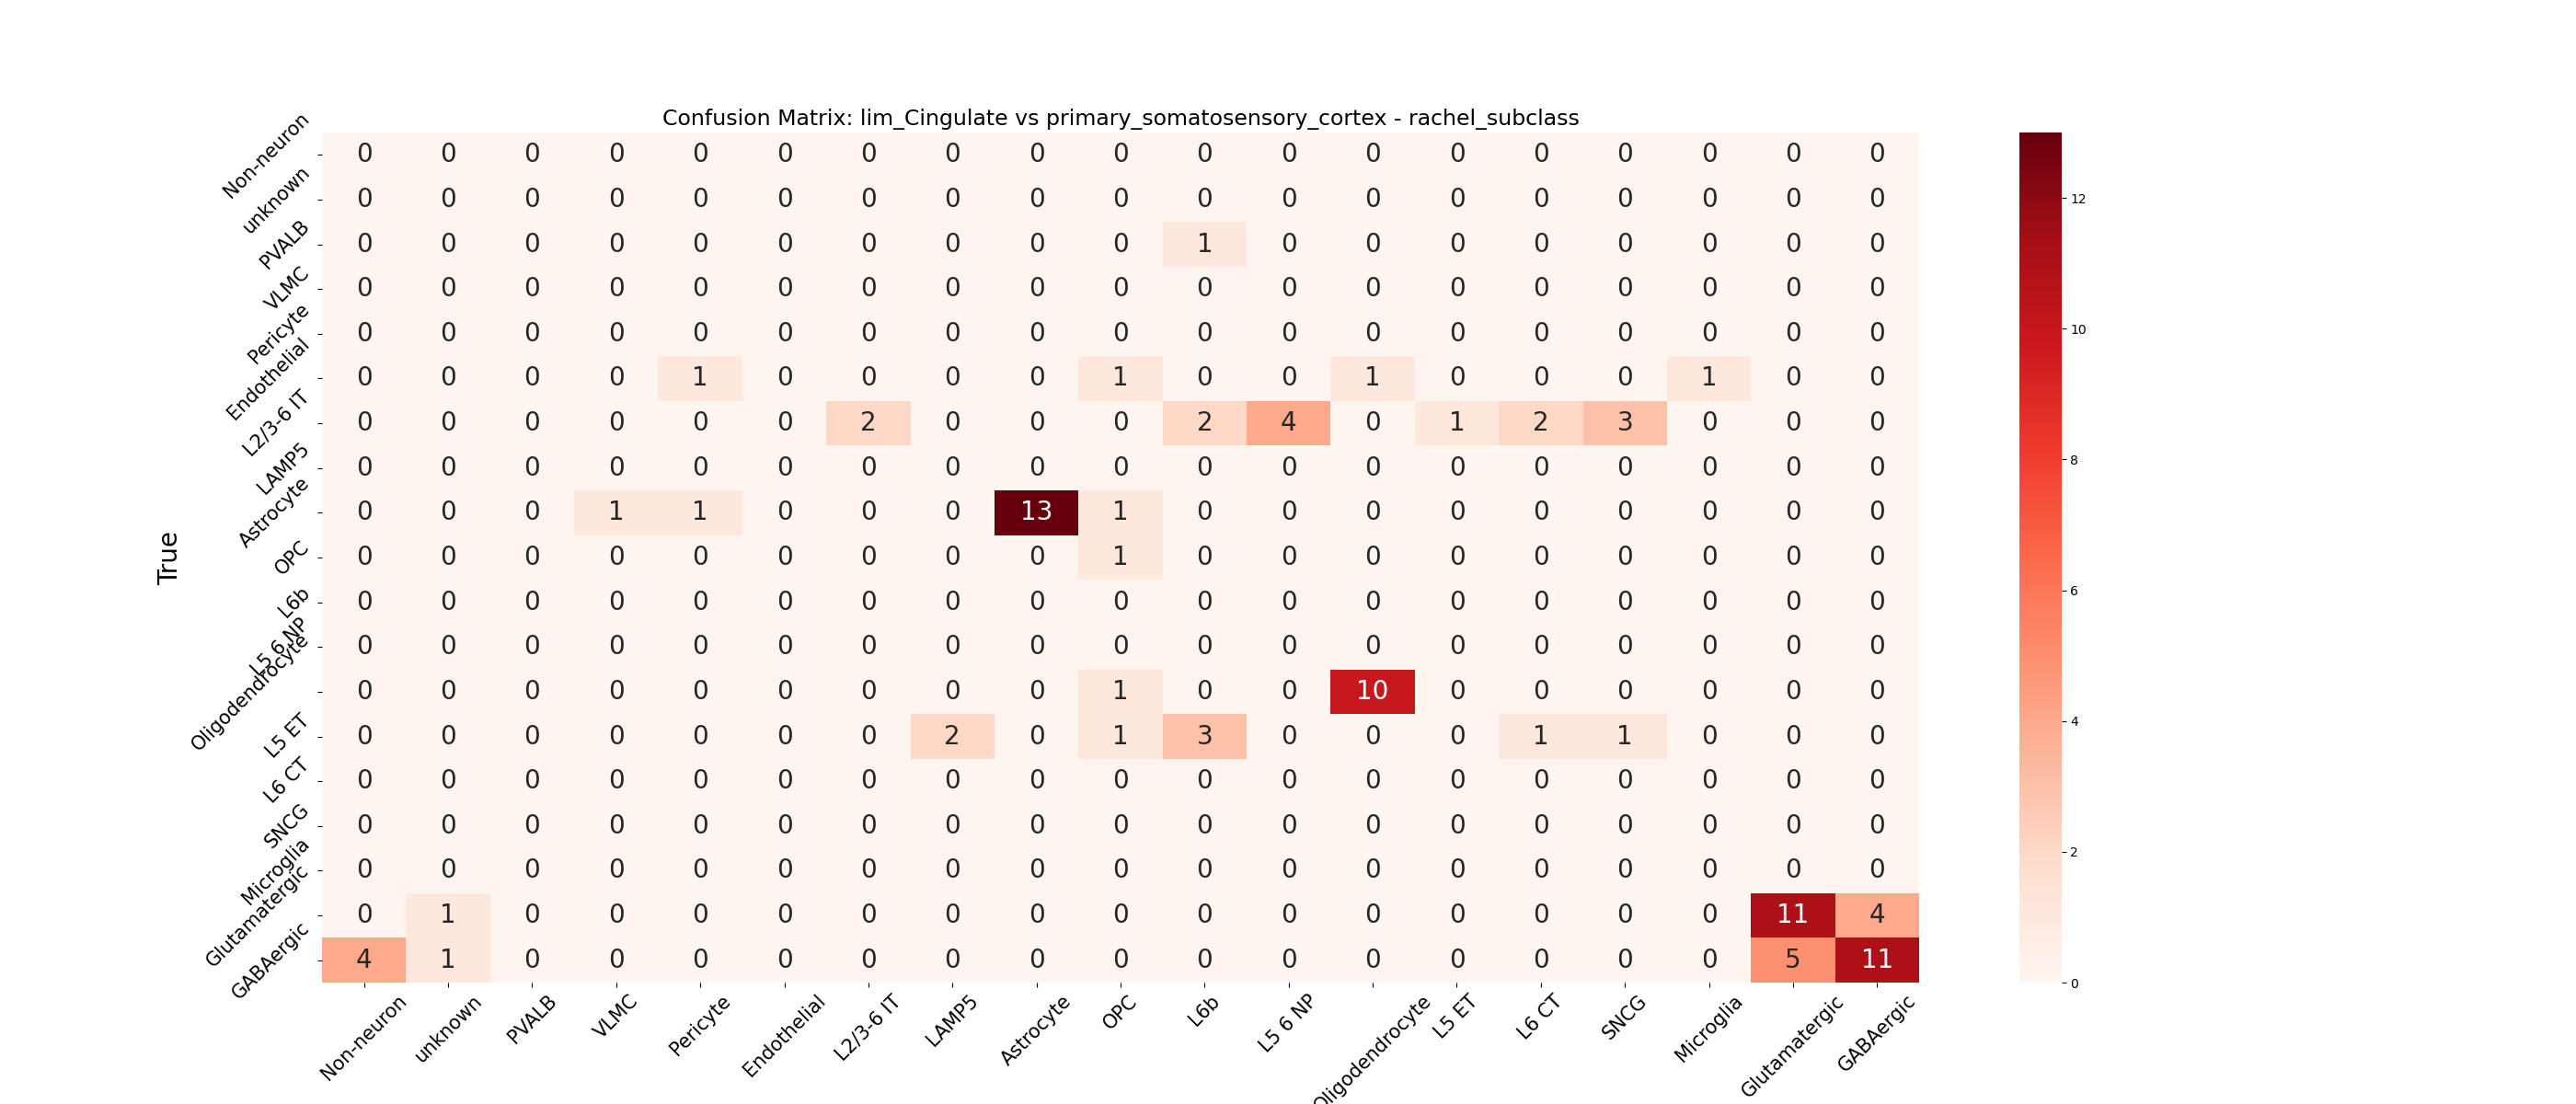 Confusion Matrix: lim_Cingulate vs primary_somatosensory_cortex - rachel_subclass
True
Non-neuron 0 0 0 0 0 0 0 0 0 0 0 0 0 0 0 0 0 0 0
unknown 0 0 0 0 0 0 0 0 0 0 0 0 0 0 0 0 0 0 0
PVALB 0 0 0 0 0 0 0 0 0 0 1 0 0 0 0 0 0 0 0
VLMC 0 0 0 0 0 0 0 0 0 0 0 0 0 0 0 0 0 0 0
Pericyte 0 0 0 0 0 0 0 0 0 0 0 0 0 0 0 0 0 0 0
Endothelial 0 0 0 0 1 0 0 0 0 1 0 0 1 0 0 0 1 0 0
L2/3-6 IT 0 0 0 0 0 0 2 0 0 0 2 4 0 1 2 3 0 0 0
LAMP5 0 0 0 0 0 0 0 0 0 0 0 0 0 0 0 0 0 0 0
Astrocyte 0 0 0 1 1 0 0 0 13 1 0 0 0 0 0 0 0 0 0
OPC 0 0 0 0 0 0 0 0 0 1 0 0 0 0 0 0 0 0 0
L6b 0 0 0 0 0 0 0 0 0 0 0 0 0 0 0 0 0 0 0
L5 6 NP 0 0 0 0 0 0 0 0 0 0 0 0 0 0 0 0 0 0 0
Oligodendrocyte 0 0 0 0 0 0 0 0 0 1 0 0 10 0 0 0 0 0 0
L5 ET 0 0 0 0 0 0 0 2 0 1 3 0 0 0 1 1 0 0 0
L6 CT 0 0 0 0 0 0 0 0 0 0 0 0 0 0 0 0 0 0 0
SNCG 0 0 0 0 0 0 0 0 0 0 0 0 0 0 0 0 0 0 0
Microglia 0 0 0 0 0 0 0 0 0 0 0 0 0 0 0 0 0 0 0
Glutamatergic 0 1 0 0 0 0 0 0 0 0 0 0 0 0 0 0 0 11 4
GABAergic 4 1 0 0 0 0 0 0 0 0 0 0 0 0 0 0 0 5 11
Non-neuron unknown PVALB VLMC Pericyte Endothelial L2/3-6 IT LAMP5 Astrocyte OPC L6b L5 6 NP Oligodendrocyte L5 ET L6 CT SNCG Microglia Glutamatergic GABAergic
12
10
8
6
4
2
0